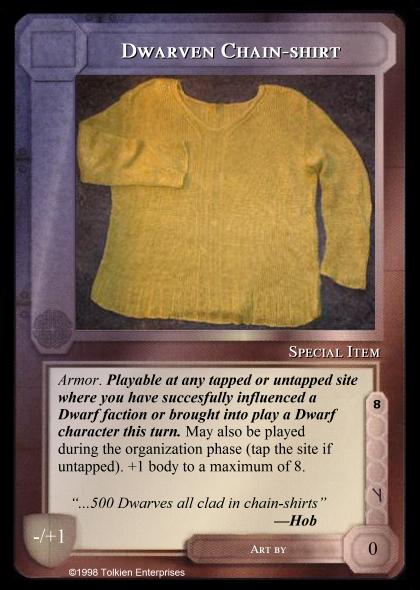 Dwarven Chain-shirt
Special Item
Armor. Playable at any tapped or untapped site
where you have succesfully influenced a
Dwarf faction or brought into play a Dwarf
character this turn. May also be played
during the organization phase (tap the site if
untapped). +1 body to a maximum of 8.
8
“...500 Dwarves all clad in chain-shirts”
—Hob
-/+1
Art by
0
©1998 Tolkien Enterprises